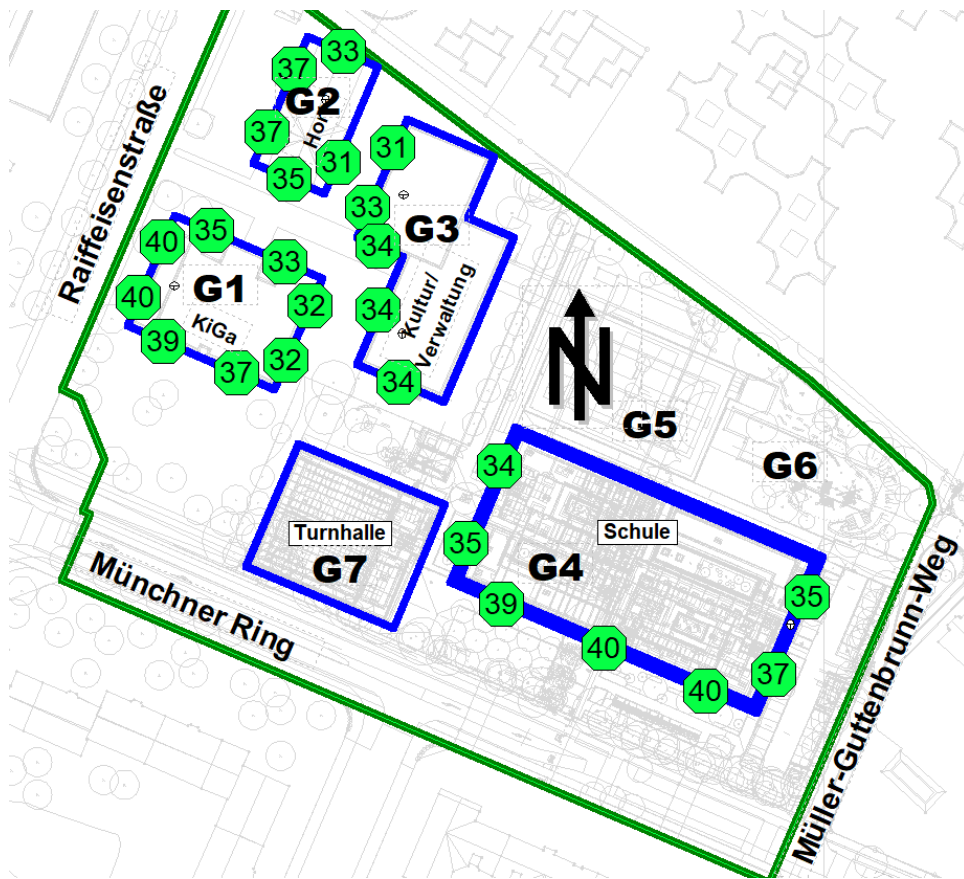 33
37
G2
Hort
37
31
35
31
33
G3
34
Raiffeisenstraße
40
35
33
G1
40
KiGa
32
39
37
32
34
Kultur/
Verwaltung
34
N
G5
G6
34
Turnhalle
G7
35
Schule
G4
39
35
40
37
40
Münchner Ring
Müller-Guttenbrunn-Weg